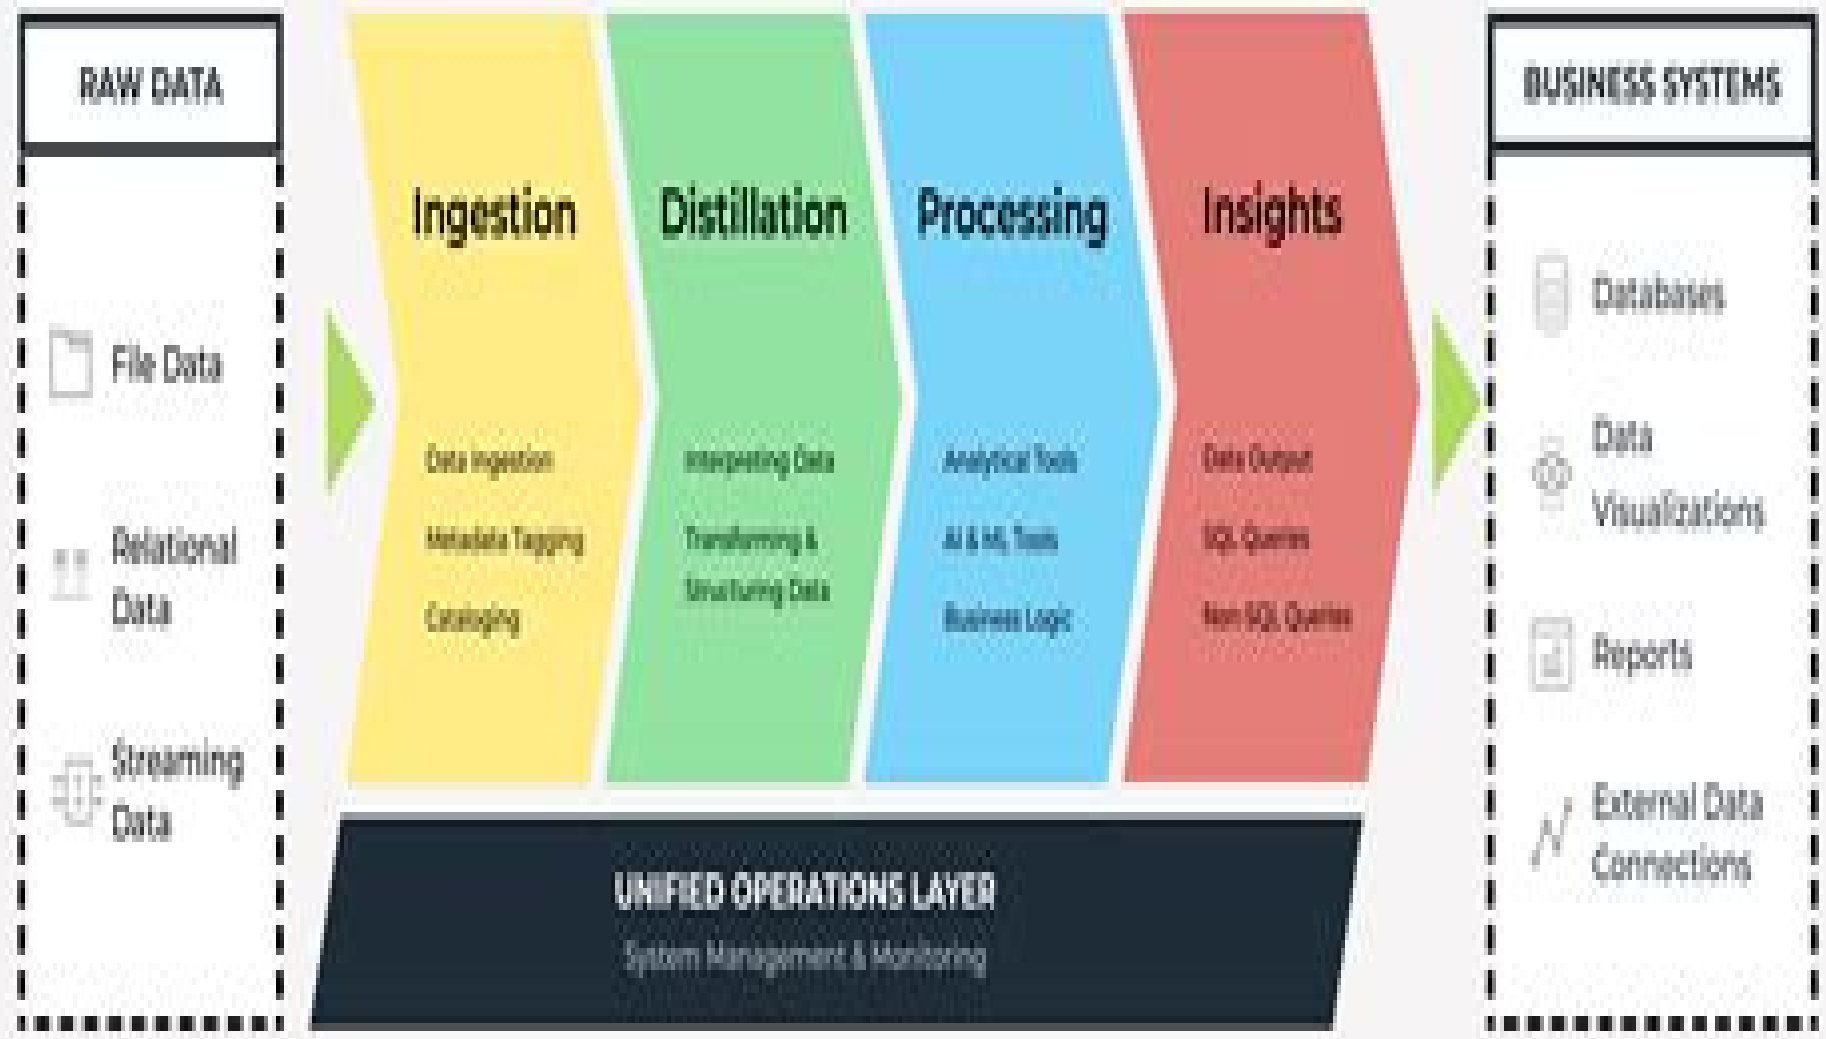 RAW DATA
File Data
Relational
Data
Streaming
Data
Ingestion
Data Ingestion
Metadata Tagging
Cataloging
Distillation
Interpreting Data
Transforming &
Structuring Data
Processing
Analytical Tools
AI & ML Tools
Business Logic
Insights
Data Output
SQL Queries
Non SQL Queries
UNIFIED OPERATIONS LAYER
System Management & Monitoring
BUSINESS SYSTEMS
Databases
Data
Visualizations
Reports
External Data
Connections